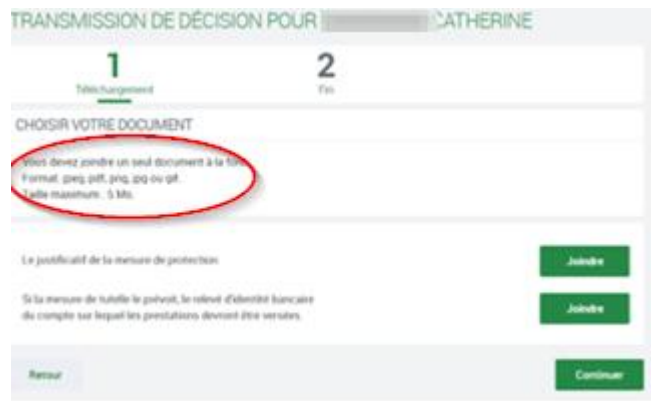 TRANSMISSION DE DÉCISION POUR CATHERINE
1
Téléchargement
2
Fin
CHOISIR VOTRE DOCUMENT
Vous devez joindre un seul document à la fois.
Format: jpeg, pdf, png, jpg ou gif.
Taille maximum : 5 Mo.
Le justificatif de la mesure de protection
Joindre
Si la mesure de tutelle le prévoit, le relevé d'identité bancaire
du compte sur lequel les prestations devront être versées.
Joindre
Retour
Continuer